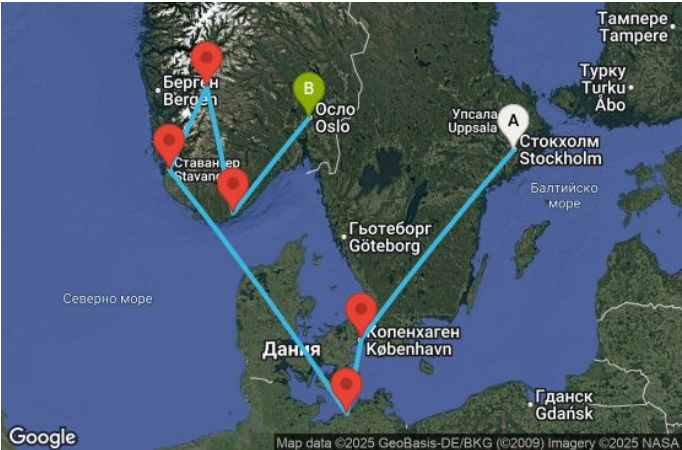 Тампере
Tampere
Берген
Bergen
B
Осло
Oslo
Турку
Turku
Åbo
Упсала
Uppsala
A
Стокхолм
Stockholm
Ставангер
Stavang
Балтийско
море
Гьотеборг
Göteborg
Северно море
Копенхаген
København
Дания
Гданск
Gdańsk
Google
Map data ©2025 GeoBasis-DE/BKG (©2009) Imagery ©2025 NASA